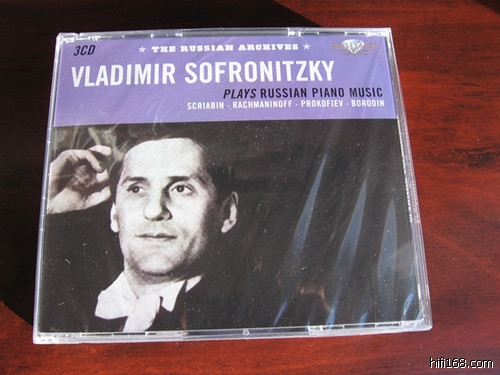 3CD
★ THE RUSSIAN ARCHIVES ★
VLADIMIR SOFRONITZKY
PLAYS RUSSIAN PIANO MUSIC
SCRIABIN · RACHMANINOFF · PROKOFIEV · BORODIN
hifi168.com